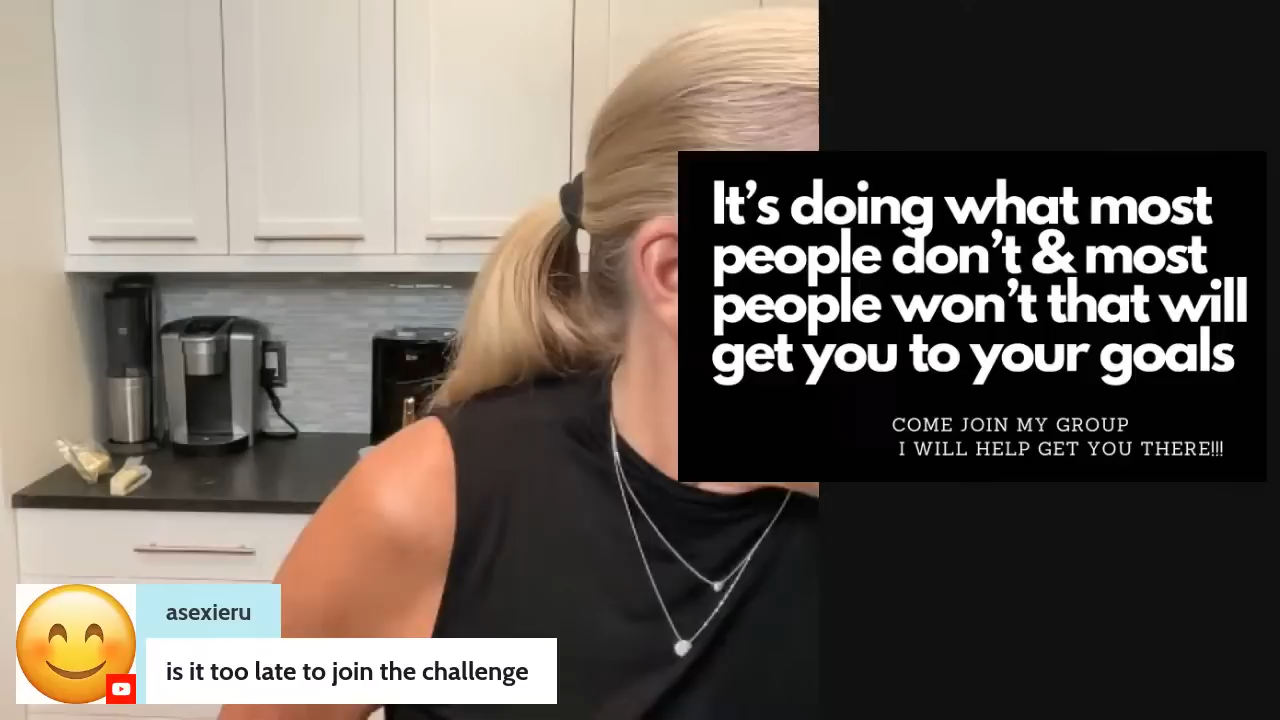 It’s doing what most
people don’t & most
people won’t that will
get you to your goals
COME JOIN MY GROUP
I WILL HELP GET YOU THERE!!!
asexieru
is it too late to join the challenge